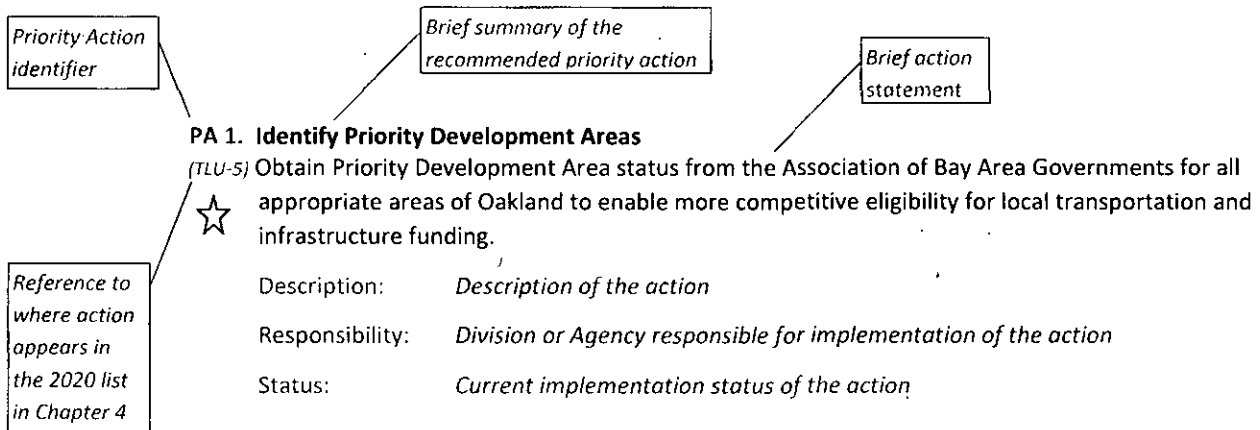 Priority Action
identifier
Brief summary of the
recommended priority action
Brief action
statement
PA 1. Identify Priority Development Areas
(TLU-5) Obtain Priority Development Area status from the Association of Bay Area Governments for all
appropriate areas of Oakland to enable more competitive eligibility for local transportation and
infrastructure funding.
Reference to
where action
appears in
the 2020 list
in Chapter 4
Description: Description of the action
Responsibility: Division or Agency responsible for implementation of the action
Status: Current implementation status of the action